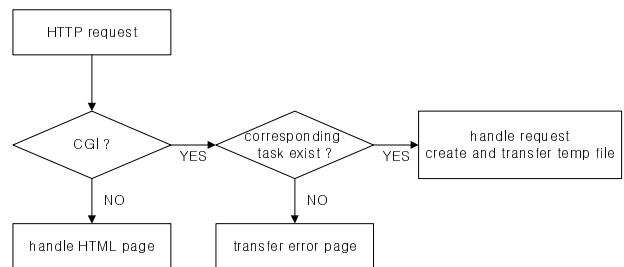 HTTP request
CGI ?
YES
corresponding
task exist ?
YES
handle request
create and transfer temp file
NO
NO
handle HTML page
transfer error page